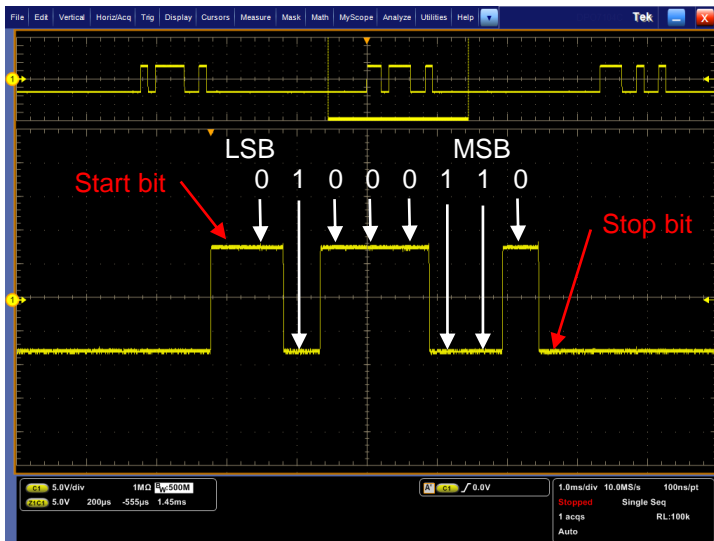 File Edit Vertical Horiz/Acq Trig Display Cursors Measure Mask Math MyScope Analyze Utilities Help Tek X
1
LSB MSB
0 1 0 0 0 1 1 0
Start bit
Stop bit
1
C1 5.0V/div 1MΩ BW:500M
Z1C1 5.0V 200µs -555µs 1.45ms
A' C1 0.0V
1.0ms/div 10.0MS/s 100ns/pt
Stopped Single Seq
1 acqs RL:100k
Auto